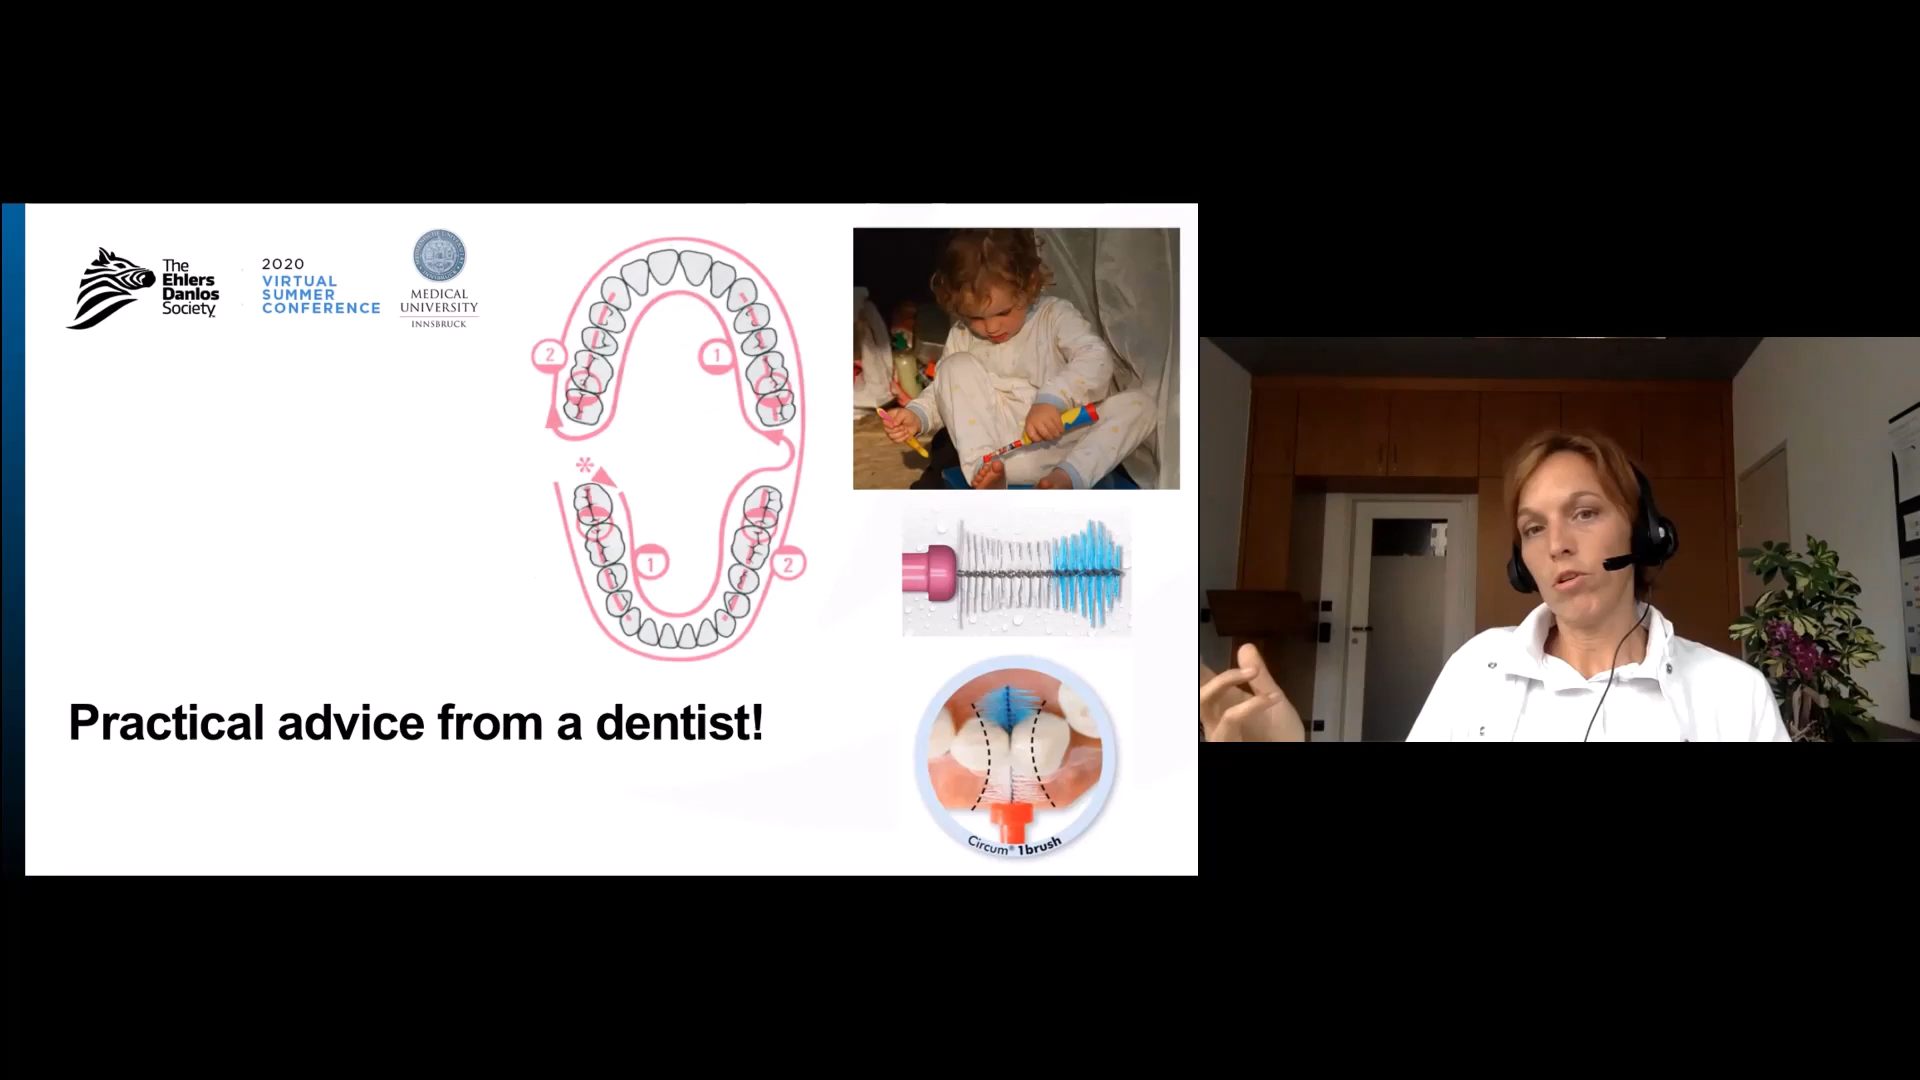 The
Ehlers
Danlos
Society
2020
VIRTUAL
SUMMER
CONFERENCE
MEDICAL
UNIVERSITY
INNSBRUCK
2
1
*
1
2
Practical advice from a dentist!
Circum® 1brush